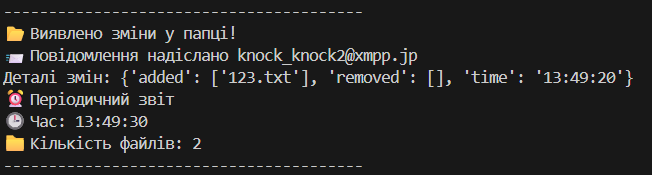 ----------------------------------------
📂 Виявлено зміни у папці!
📨 Повідомлення надіслано knock_knock2@xmpp.jp
Деталі змін: {'added': ['123.txt'], 'removed': [], 'time': '13:49:20'}
⏰ Періодичний звіт
🕒 Час: 13:49:30
📁 Кількість файлів: 2
----------------------------------------